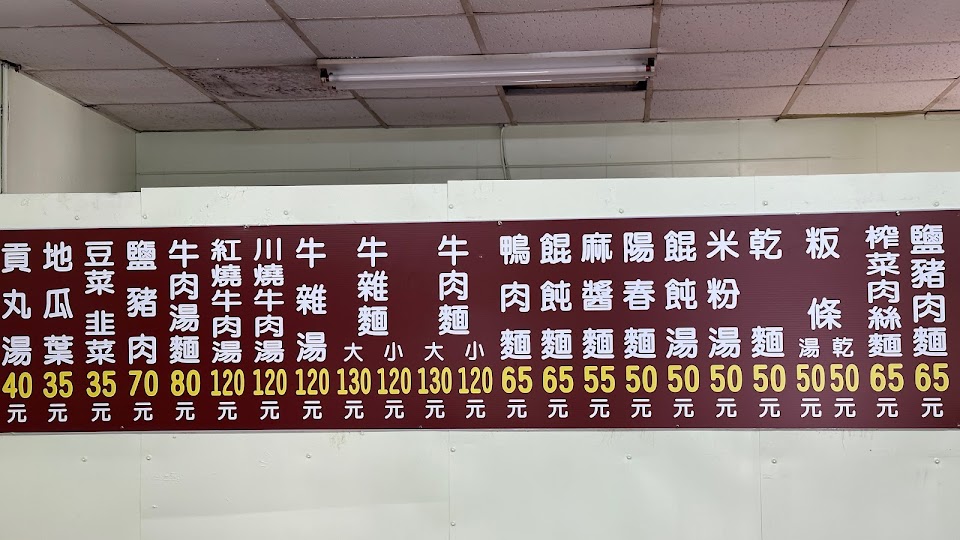 鹽豬肉麵 65元
榨菜肉絲麵 65元
粄條 乾 50元 湯 50元
乾麵 50元
米粉湯 50元
餛飩湯 50元
陽春麵 50元
麻醬麵 55元
餛飩麵 65元
鴨肉麵 65元
牛肉麵 小 120元 大 130元
牛雜麵 小 120元 大 130元
牛雜湯 120元
川燒牛肉湯 120元
紅燒牛肉湯 120元
牛肉湯麵 80元
鹽豬肉 70元
豆菜韭菜 35元
地瓜葉 35元
貢丸湯 40元